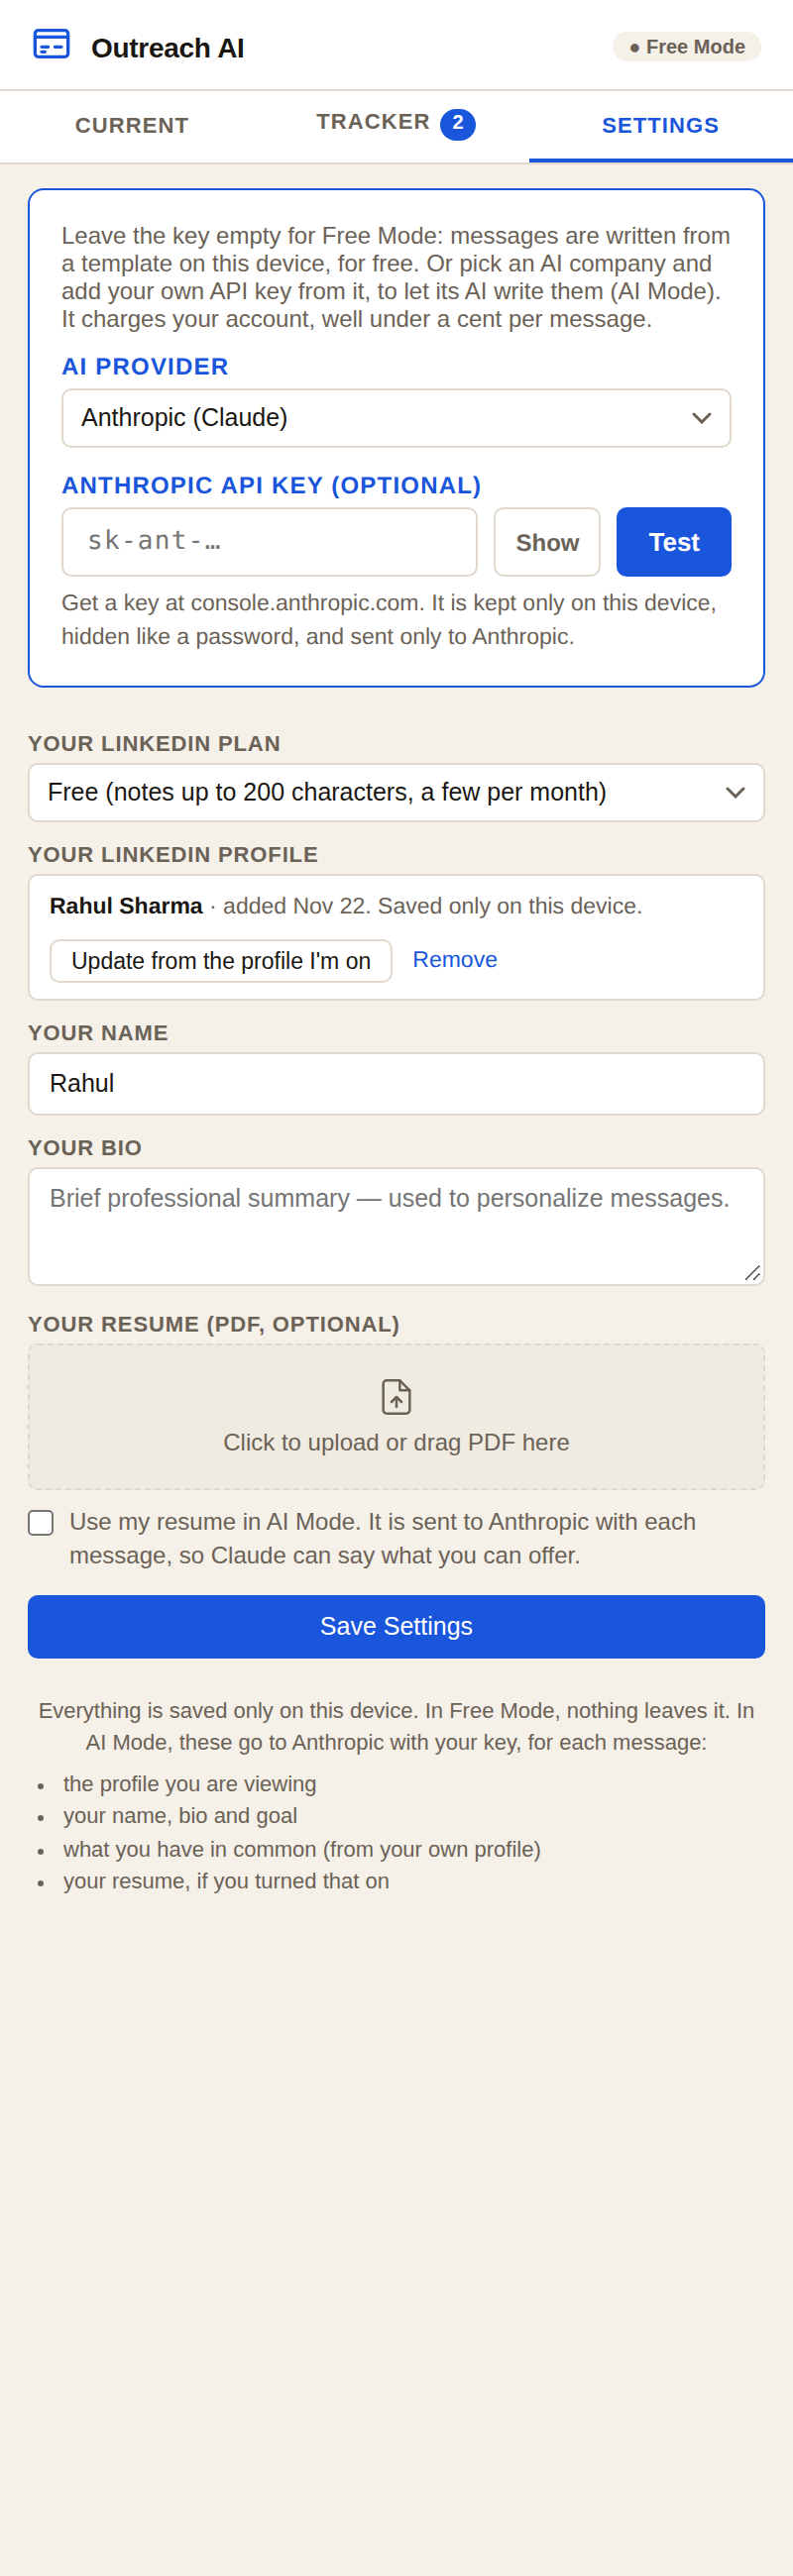 Outreach AI
● Free Mode
CURRENT
TRACKER 2
SETTINGS
Leave the key empty for Free Mode: messages are written from
a template on this device, for free. Or pick an AI company and
add your own API key from it, to let its AI write them (AI Mode).
It charges your account, well under a cent per message.
AI PROVIDER
Anthropic (Claude)
ANTHROPIC API KEY (OPTIONAL)
sk-ant-…
Show
Test
Get a key at console.anthropic.com. It is kept only on this device,
hidden like a password, and sent only to Anthropic.
YOUR LINKEDIN PLAN
Free (notes up to 200 characters, a few per month)
YOUR LINKEDIN PROFILE
Rahul Sharma · added Nov 22. Saved only on this device.
Update from the profile I'm on
Remove
YOUR NAME
Rahul
YOUR BIO
Brief professional summary — used to personalize messages.
YOUR RESUME (PDF, OPTIONAL)
Click to upload or drag PDF here
Use my resume in AI Mode. It is sent to Anthropic with each
message, so Claude can say what you can offer.
Save Settings
Everything is saved only on this device. In Free Mode, nothing leaves it. In
AI Mode, these go to Anthropic with your key, for each message:
• the profile you are viewing
• your name, bio and goal
• what you have in common (from your own profile)
• your resume, if you turned that on